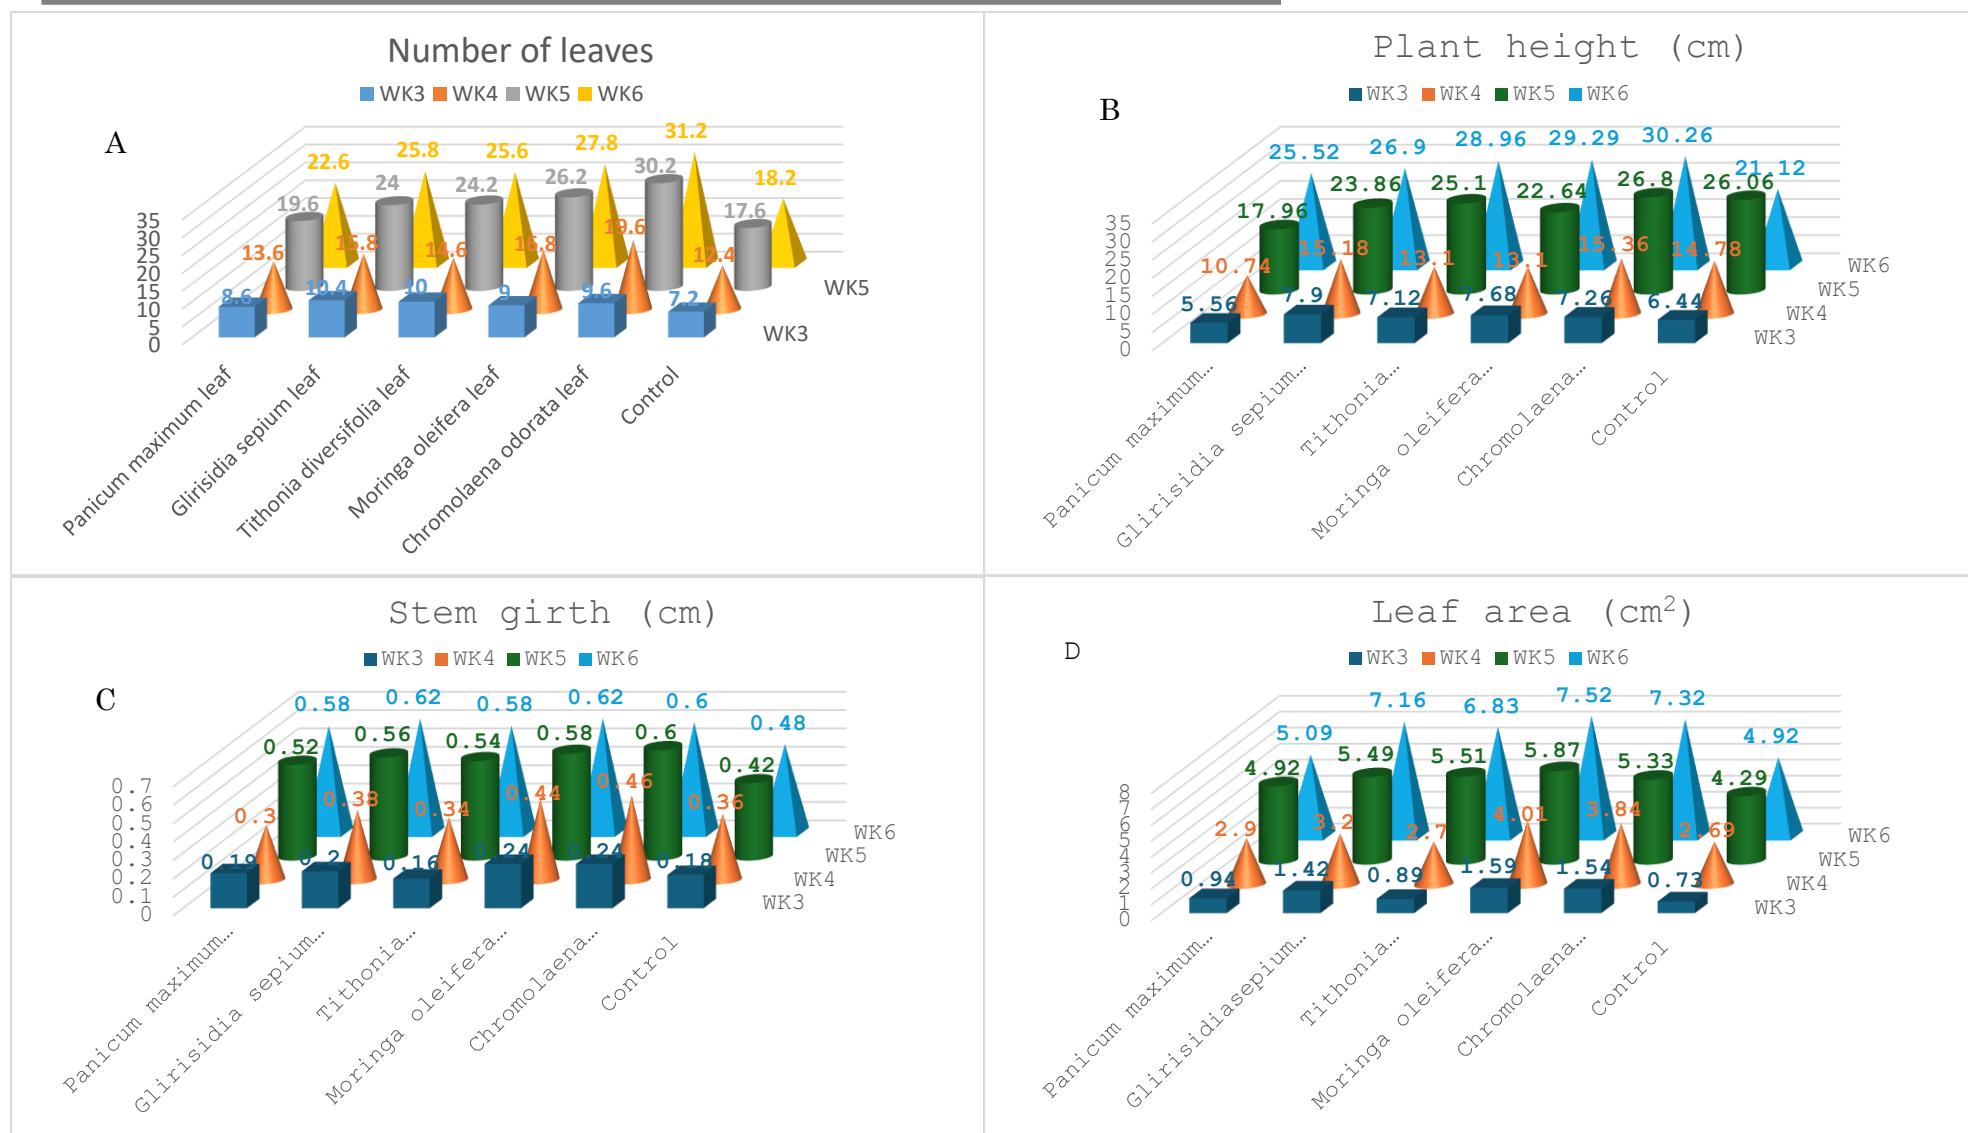 Number of leaves
WK3 WK4 WK5 WK6
A
22.6 25.8 25.6 27.8 31.2 18.2
19.6 24 24.2 26.2 30.2 17.6
13.6 15.8 14.6 16.8 19.6 12.4
8.6 10.4 10 9 9.6 7.2
35
30
25
20
15
10
5
0
WK5
WK3
Panicum maximum leaf
Glirisidia sepium leaf
Tithonia diversifolia leaf
Moringa oleifera leaf
Chromolaena odorata leaf
Control
Plant height (cm)
WK3 WK4 WK5 WK6
B
25.52 26.9 28.96 29.29 30.26 21.12
17.96 23.86 25.1 22.64 26.8 26.06
10.74 15.18 13.1 13.1 15.36 14.78
5.56 7.9 7.12 7.68 7.26 6.44
35
30
25
20
15
10
5
0
WK6
WK5
WK4
WK3
Panicum maximum…
Glirisidia sepium…
Tithonia…
Moringa oleifera…
Chromolaena…
Control
Stem girth (cm)
WK3 WK4 WK5 WK6
C
0.58 0.62 0.58 0.62 0.6 0.48
0.52 0.56 0.54 0.58 0.6 0.42
0.3 0.38 0.34 0.44 0.46 0.36
0.19 0.2 0.16 0.24 0.24 0.18
0.7
0.6
0.5
0.4
0.3
0.2
0.1
0
WK6
WK5
WK4
WK3
Panicum maximum…
Glirisidia sepium…
Tithonia…
Moringa oleifera…
Chromolaena…
Control
Leaf area (cm²)
WK3 WK4 WK5 WK6
D
5.09 7.16 6.83 7.52 7.32 4.92
4.92 5.49 5.51 5.87 5.33 4.29
2.9 3.2 2.7 4.01 3.84 2.69
0.94 1.42 0.89 1.59 1.54 0.73
8
7
6
5
4
3
2
1
0
WK6
WK5
WK4
WK3
Panicum maximum…
Glirisidiasepium…
Tithonia…
Moringa oleifera…
Chromolaena…
Control